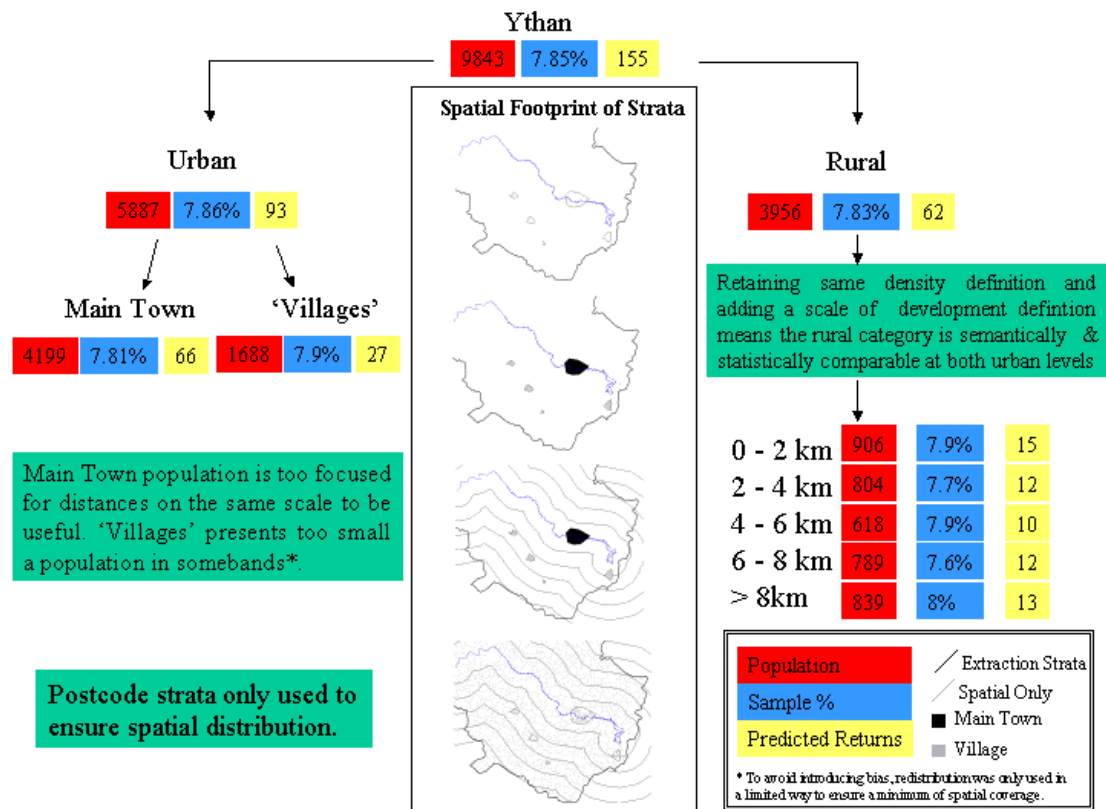 Ythan
9843 7.85% 155
Spatial Footprint of Strata
Urban
5887 7.86% 93
Main Town
4199 7.81% 66
‘Villages’
1688 7.9% 27
Main Town population is too focused
for distances on the same scale to be
useful. ‘Villages’ presents too small
a population in somebands*.
Postcode strata only used to
ensure spatial distribution.
Rural
3956 7.83% 62
Retaining same density definition and
adding a scale of development defintion
means the rural category is semantically &
statistically comparable at both urban levels
0 - 2 km 906 7.9% 15
2 - 4 km 804 7.7% 12
4 - 6 km 618 7.9% 10
6 - 8 km 789 7.6% 12
> 8km 839 8% 13
Population
Sample %
Predicted Returns
Extraction Strata
Spatial Only
Main Town
Village
* To avoid introducing bias, redistribution was only used in
a limited way to ensure a minimum of spatial coverage.